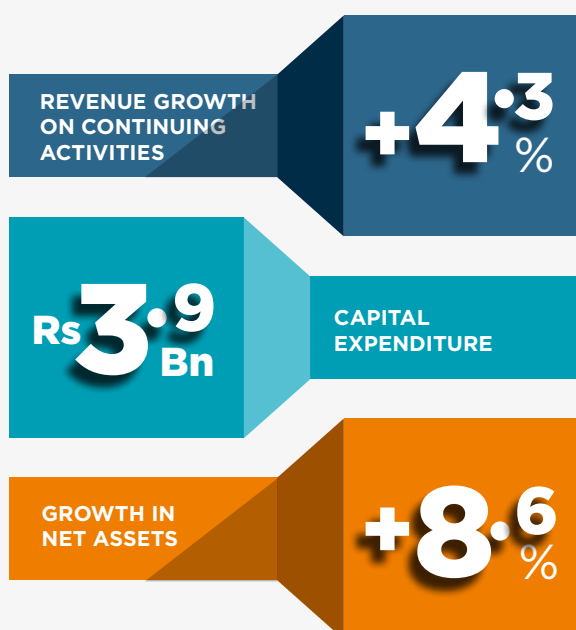 REVENUE GROWTH
ON CONTINUING
ACTIVITIES
+4.3
%
Rs 3.9
Bn
CAPITAL
EXPENDITURE
GROWTH IN
NET ASSETS
+8.6
%